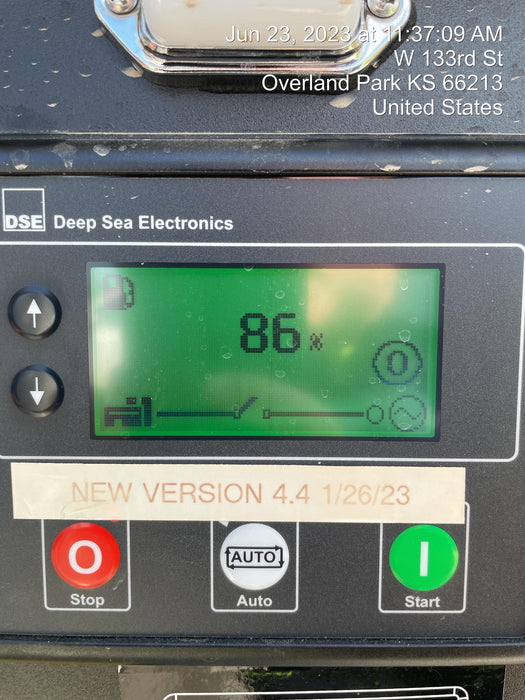 Jun 23, 2023 at 11:37:09 AM
W 133rd St
Overland Park KS 66213
United States
DSE Deep Sea Electronics
86 %
0
NEW VERSION 4.4 1/26/23
O AUTO I
Stop Auto Start